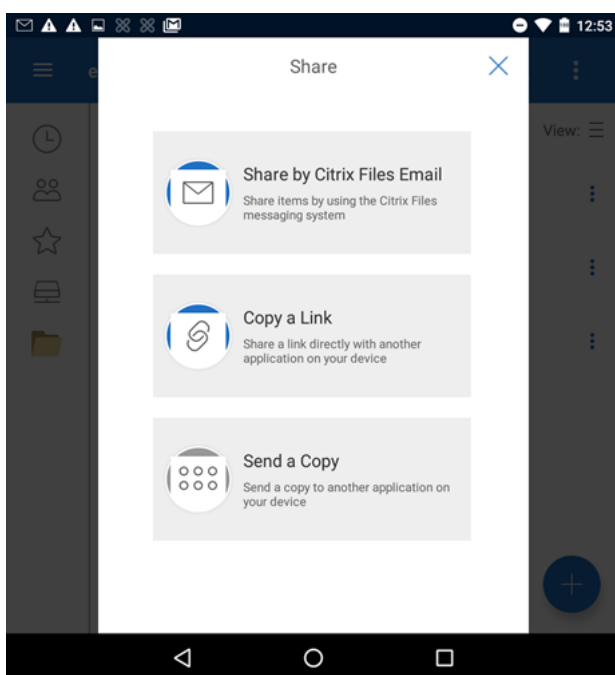 12:53
e
Share
View:
Share by Citrix Files Email
Share items by using the Citrix Files
messaging system
Copy a Link
Share a link directly with another
application on your device
Send a Copy
Send a copy to another application on
your device